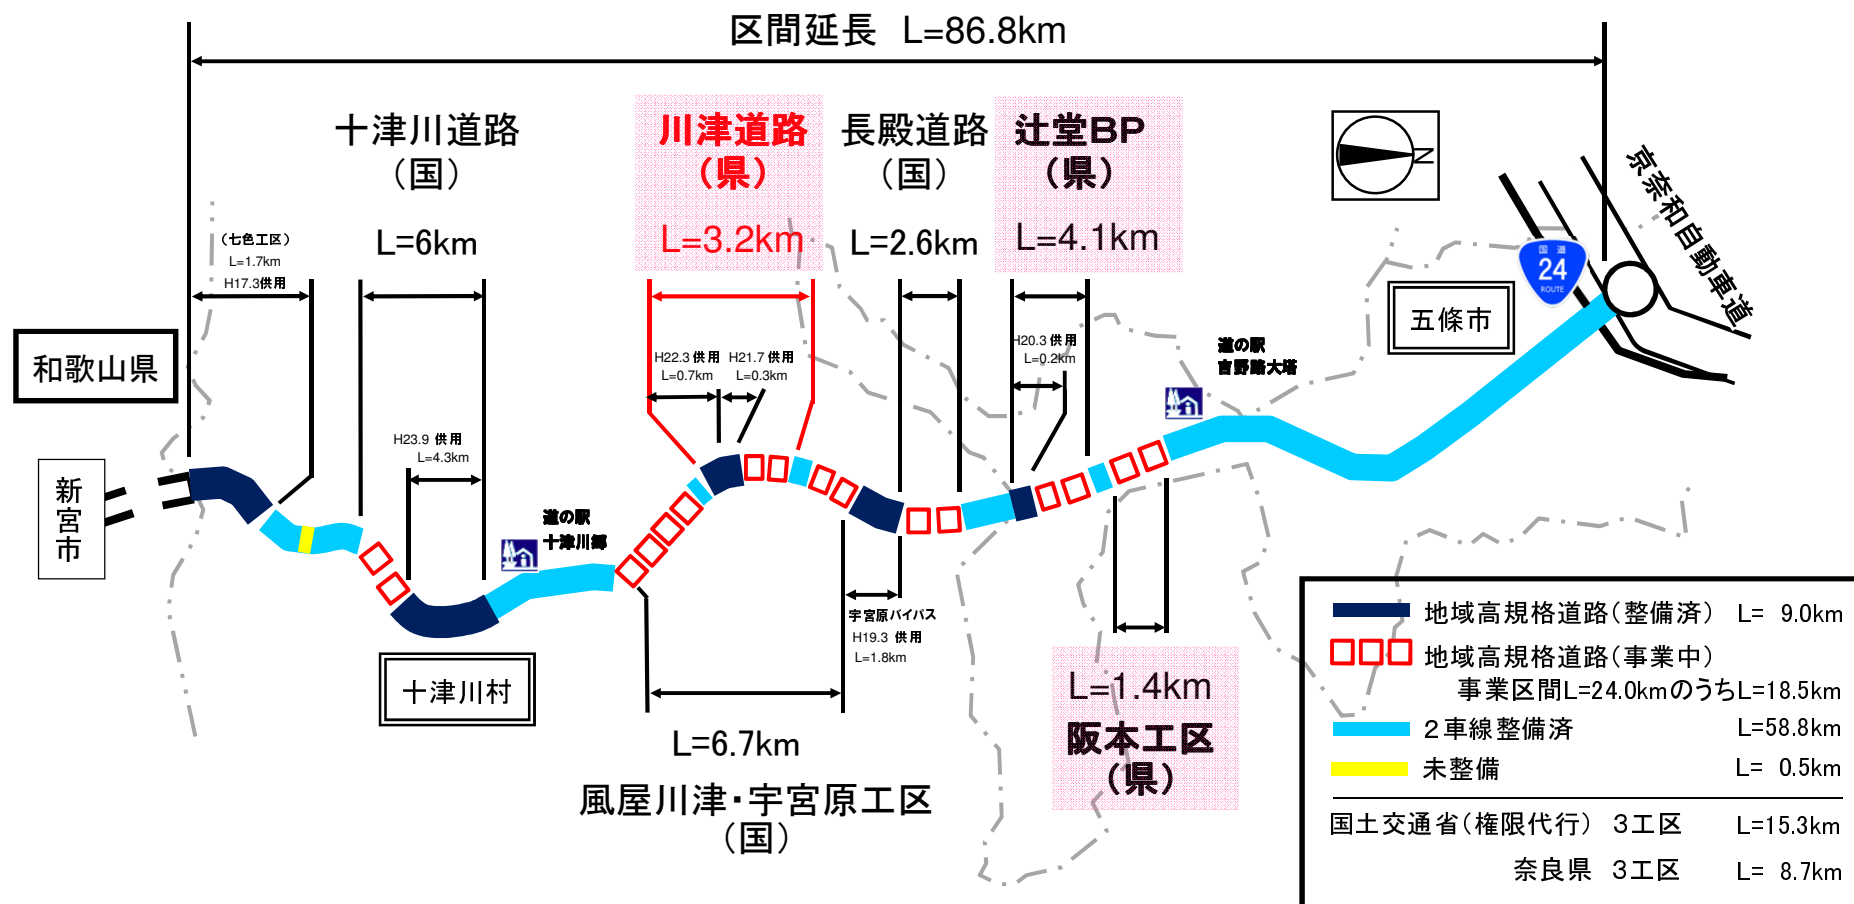 区間延長 L=86.8km
十津川道路
（国）
L=6km
川津道路
（県）
L=3.2km
長殿道路
（国）
L=2.6km
辻堂BP
（県）
L=4.1km
N
京奈和自動車道
国道
24
ROUTE
五條市
（七色工区）
L=1.7km
H17.3供用
和歌山県
新宮市
H23.9 供用
L=4.3km
H22.3 供用
L=0.7km
H21.7 供用
L=0.3km
H20.3 供用
L=0.2km
道の駅
吉野路大塔
道の駅
十津川郷
十津川村
宇宮原バイパス
H19.3 供用
L=1.8km
L=6.7km
風屋川津・宇宮原工区
（国）
L=1.4km
阪本工区
（県）
地域高規格道路（整備済） L= 9.0km
地域高規格道路（事業中）
事業区間L=24.0kmのうちL=18.5km
２車線整備済 L=58.8km
未整備 L= 0.5km
国土交通省（権限代行） ３工区 L=15.3km
奈良県 ３工区 L= 8.7km